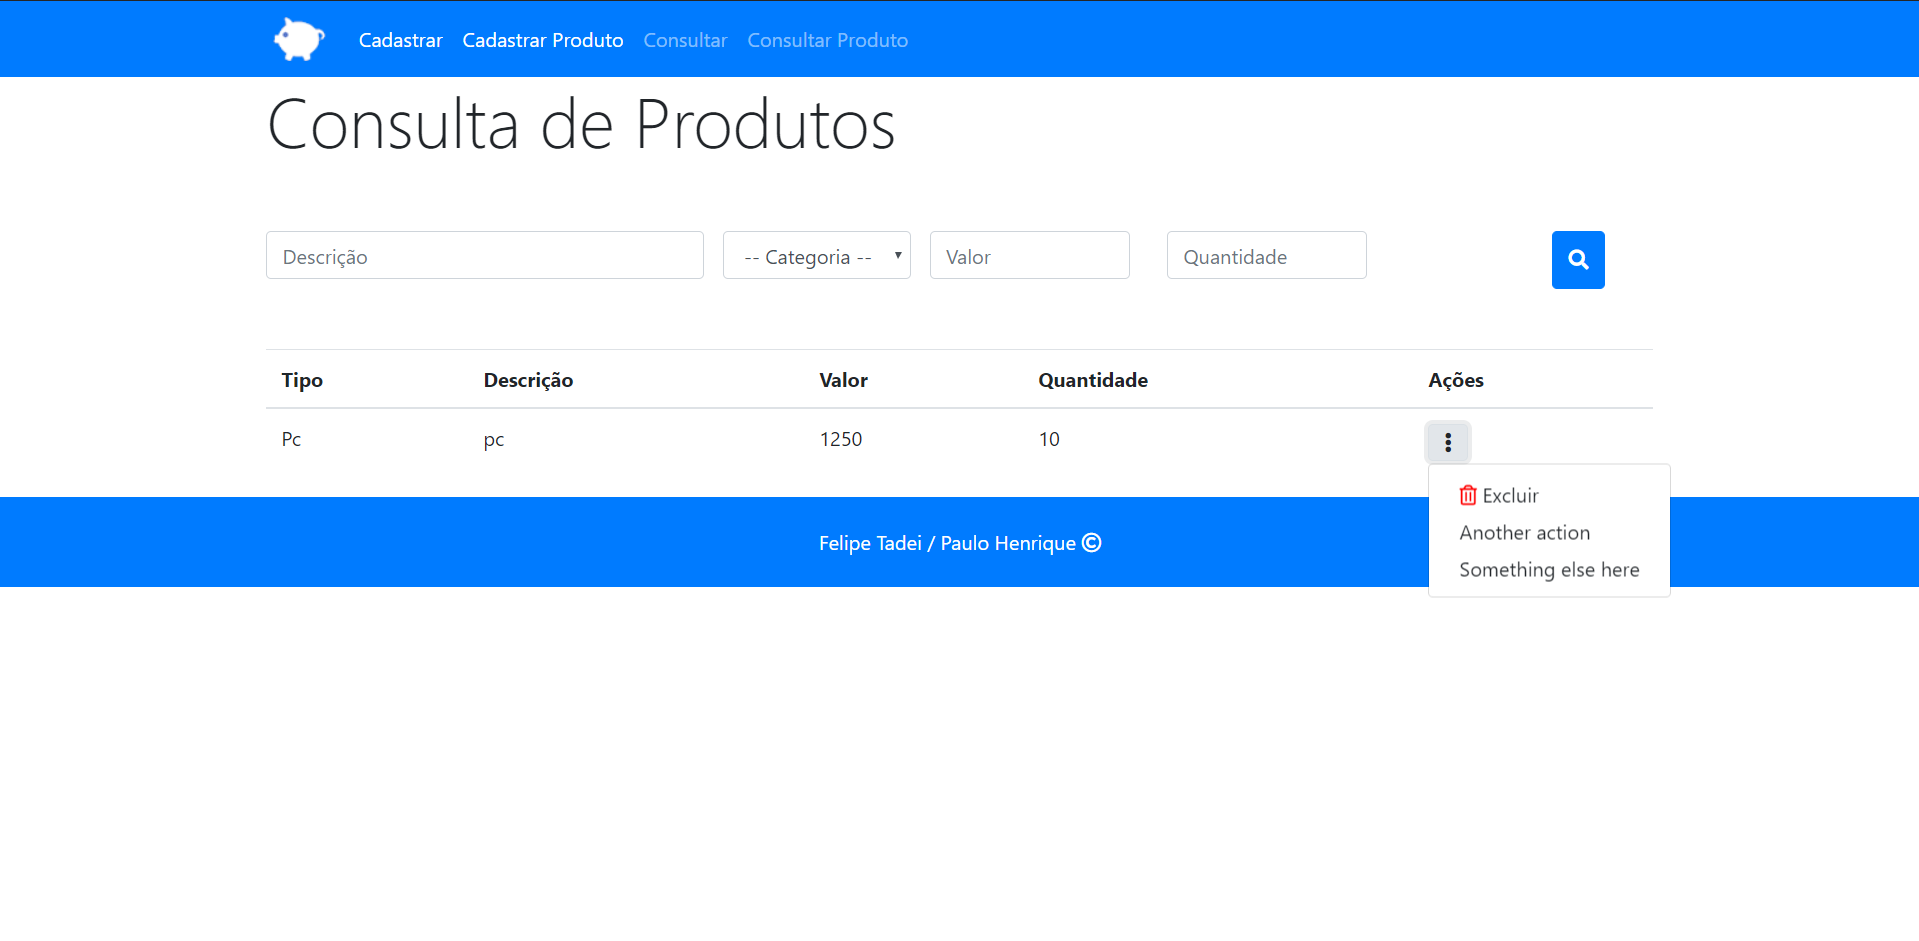 Cadastrar Cadastrar Produto Consultar Consultar Produto
Consulta de Produtos
Descrição -- Categoria -- Valor Quantidade
Tipo Descrição Valor Quantidade Ações
Pc pc 1250 10
Excluir
Another action
Something else here
Felipe Tadei / Paulo Henrique ©